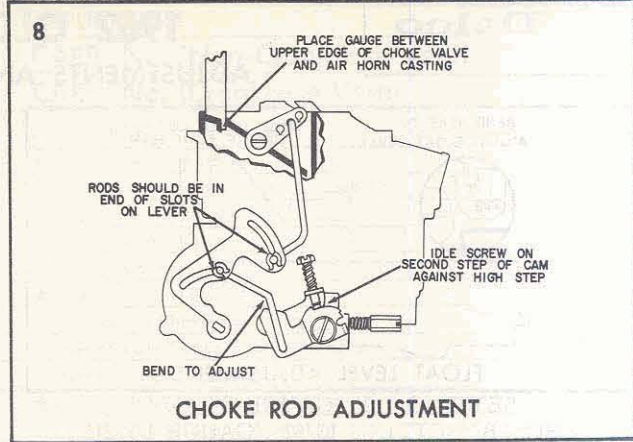 8
PLACE GAUGE BETWEEN
UPPER EDGE OF CHOKE VALVE
AND AIR HORN CASTING
RODS SHOULD BE IN
END OF SLOTS
ON LEVER
IDLE SCREW ON
SECOND STEP OF CAM
AGAINST HIGH STEP
BEND TO ADJUST
CHOKE ROD ADJUSTMENT